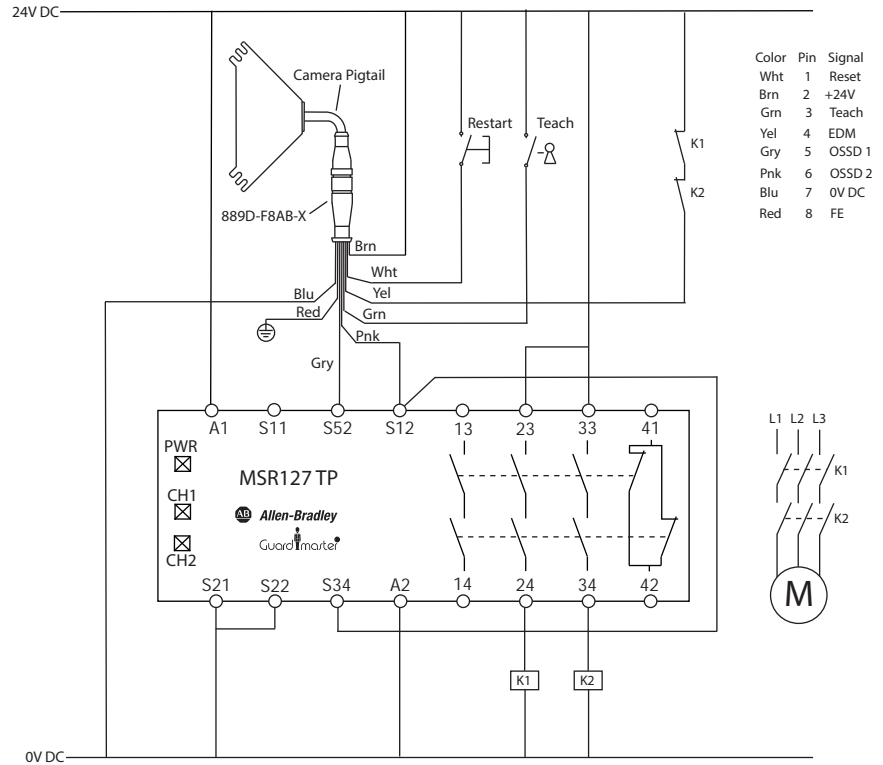 24V DC
Camera Pigtail
889D-F8AB-X
Restart
Teach
K1
K2
Color Pin Signal
Wht 1 Reset
Brn 2 +24V
Grn 3 Teach
Yel 4 EDM
Gry 5 OSSD 1
Pnk 6 OSSD 2
Blu 7 0V DC
Red 8 FE
Brn
Wht
Blu
Yel
Red
Grn
Pnk
Gry
A1 S11 S52 S12 13 23 33 41
PWR
CH1
CH2
MSR127 TP
AB Allen-Bradley
Guardmaster
S21 S22 S34 A2 14 24 34 42
K1
K2
L1 L2 L3
K1
K2
M
0V DC